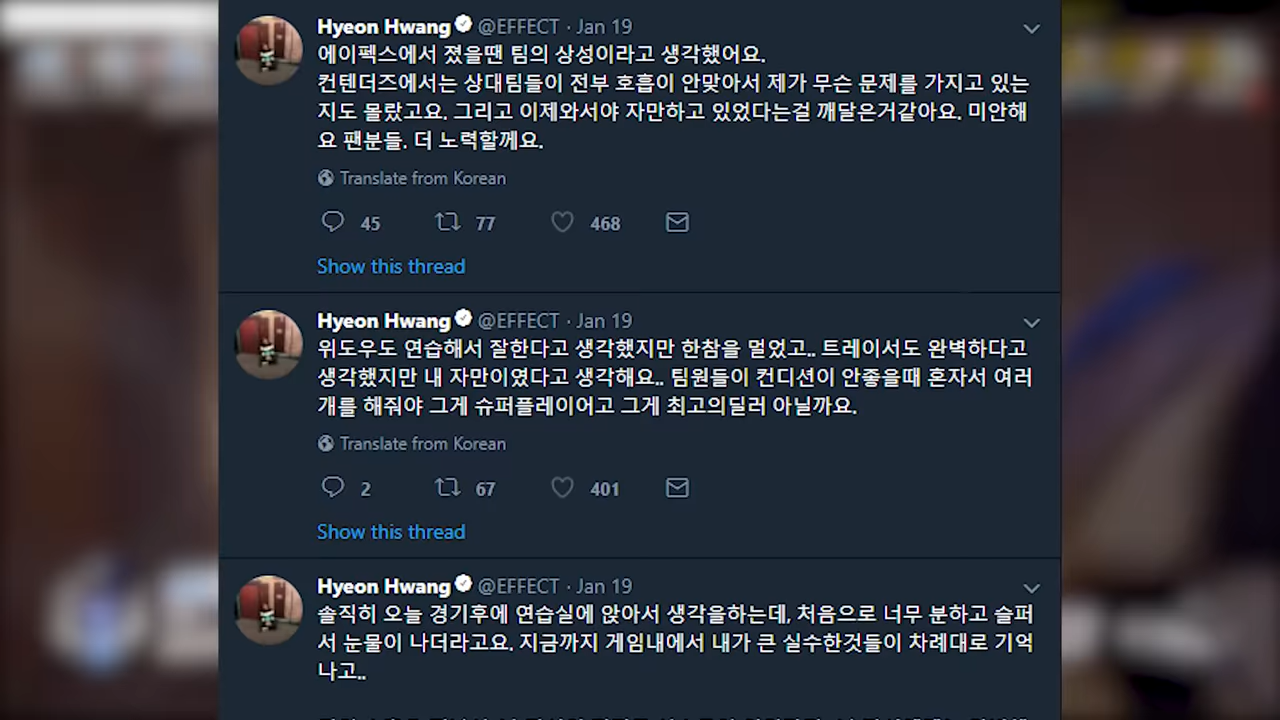 Hyeon Hwang @EFFECT · Jan 19
에이펙스에서 졌을땐 팀의 상성이라고 생각했어요.
컨텐더즈에서는 상대팀들이 전부 호흡이 안맞아서 제가 무슨 문제를 가지고 있는
지도 몰랐고요. 그리고 이제와서야 자만하고 있었다는걸 깨달은거같아요. 미안해
요 팬분들. 더 노력할께요.
Translate from Korean
45 77 468
Show this thread
Hyeon Hwang @EFFECT · Jan 19
위도우도 연습해서 잘한다고 생각했지만 한참을 멀었고.. 트레이서도 완벽하다고
생각했지만 내 자만이였다고 생각해요.. 팀원들이 컨디션이 안좋을때 혼자서 여러
개를 해줘야 그게 슈퍼플레이어고 그게 최고의딜러 아닐까요.
Translate from Korean
2 67 401
Show this thread
Hyeon Hwang @EFFECT · Jan 19
솔직히 오늘 경기후에 연습실에 앉아서 생각을하는데, 처음으로 너무 분하고 슬퍼
서 눈물이 나더라고요. 지금까지 게임내에서 내가 큰 실수한것들이 차례대로 기억
나고..